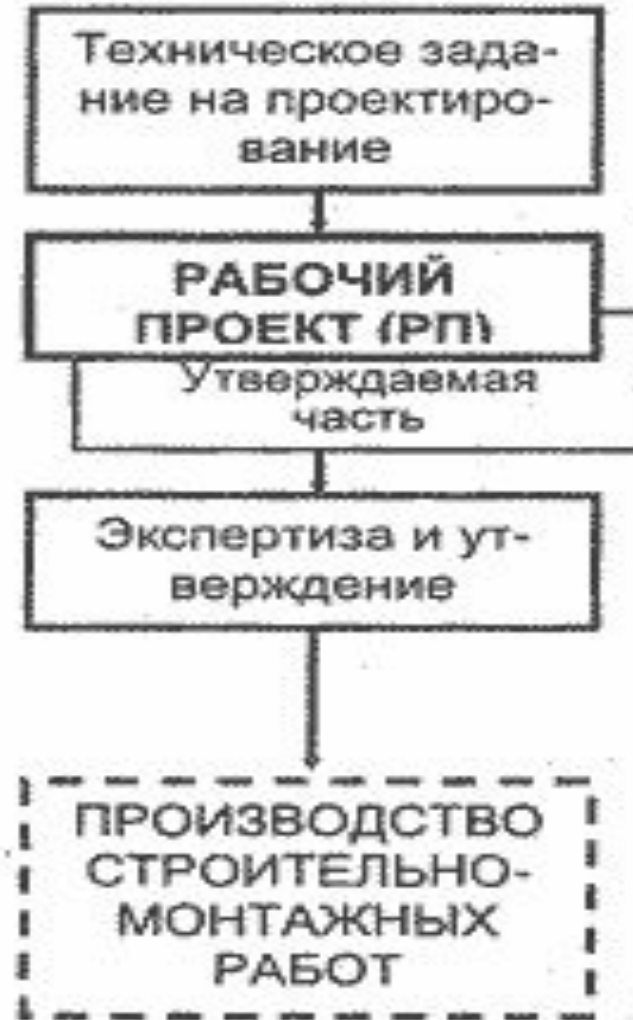 Техническое зада-
ние на проектиро-
вание
РАБОЧИЙ
ПРОЕКТ (РП)
Утверждаемая
часть
Экспертиза и ут-
верждение
ПРОИЗВОДСТВО
СТРОИТЕЛЬНО-
МОНТАЖНЫХ
РАБОТ